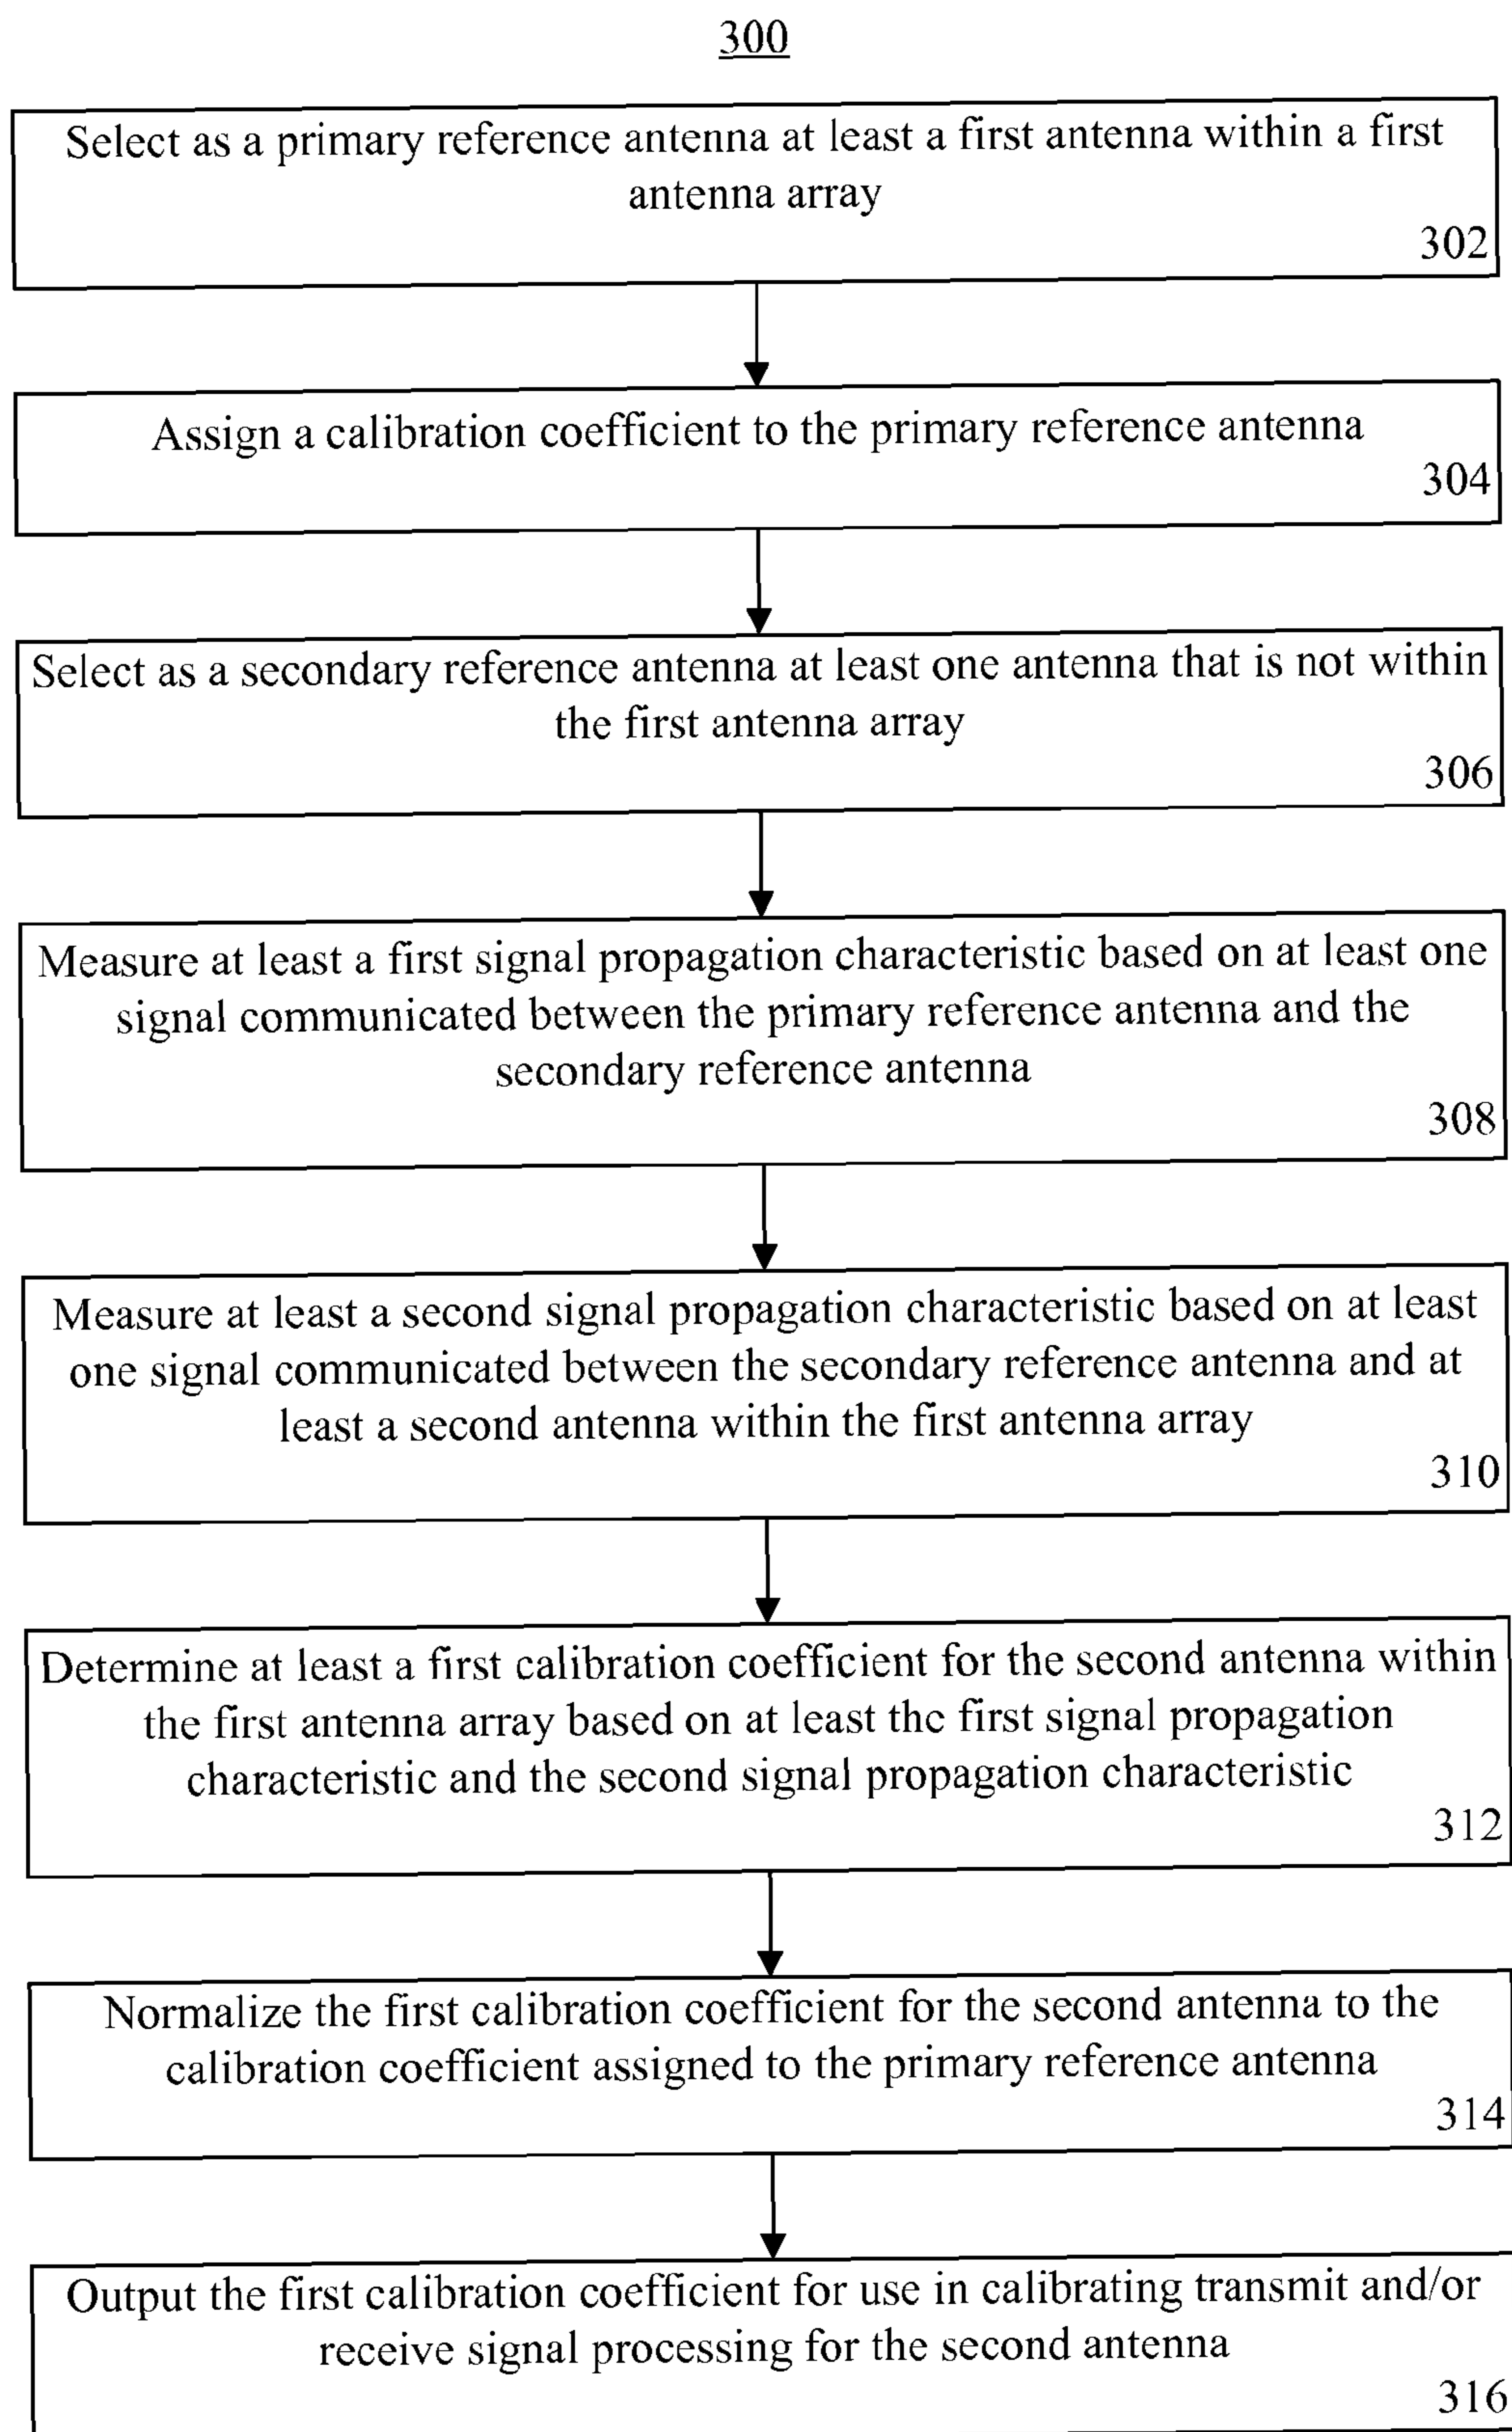 300
Select as a primary reference antenna at least a first antenna within a first
antenna array
302
Assign a calibration coefficient to the primary reference antenna
304
Select as a secondary reference antenna at least one antenna that is not within
the first antenna array
306
Measure at least a first signal propagation characteristic based on at least one
signal communicated between the primary reference antenna and the
secondary reference antenna
308
Measure at least a second signal propagation characteristic based on at least
one signal communicated between the secondary reference antenna and at
least a second antenna within the first antenna array
310
Determine at least a first calibration coefficient for the second antenna within
the first antenna array based on at least the first signal propagation
characteristic and the second signal propagation characteristic
312
Normalize the first calibration coefficient for the second antenna to the
calibration coefficient assigned to the primary reference antenna
314
Output the first calibration coefficient for use in calibrating transmit and/or
receive signal processing for the second antenna
316